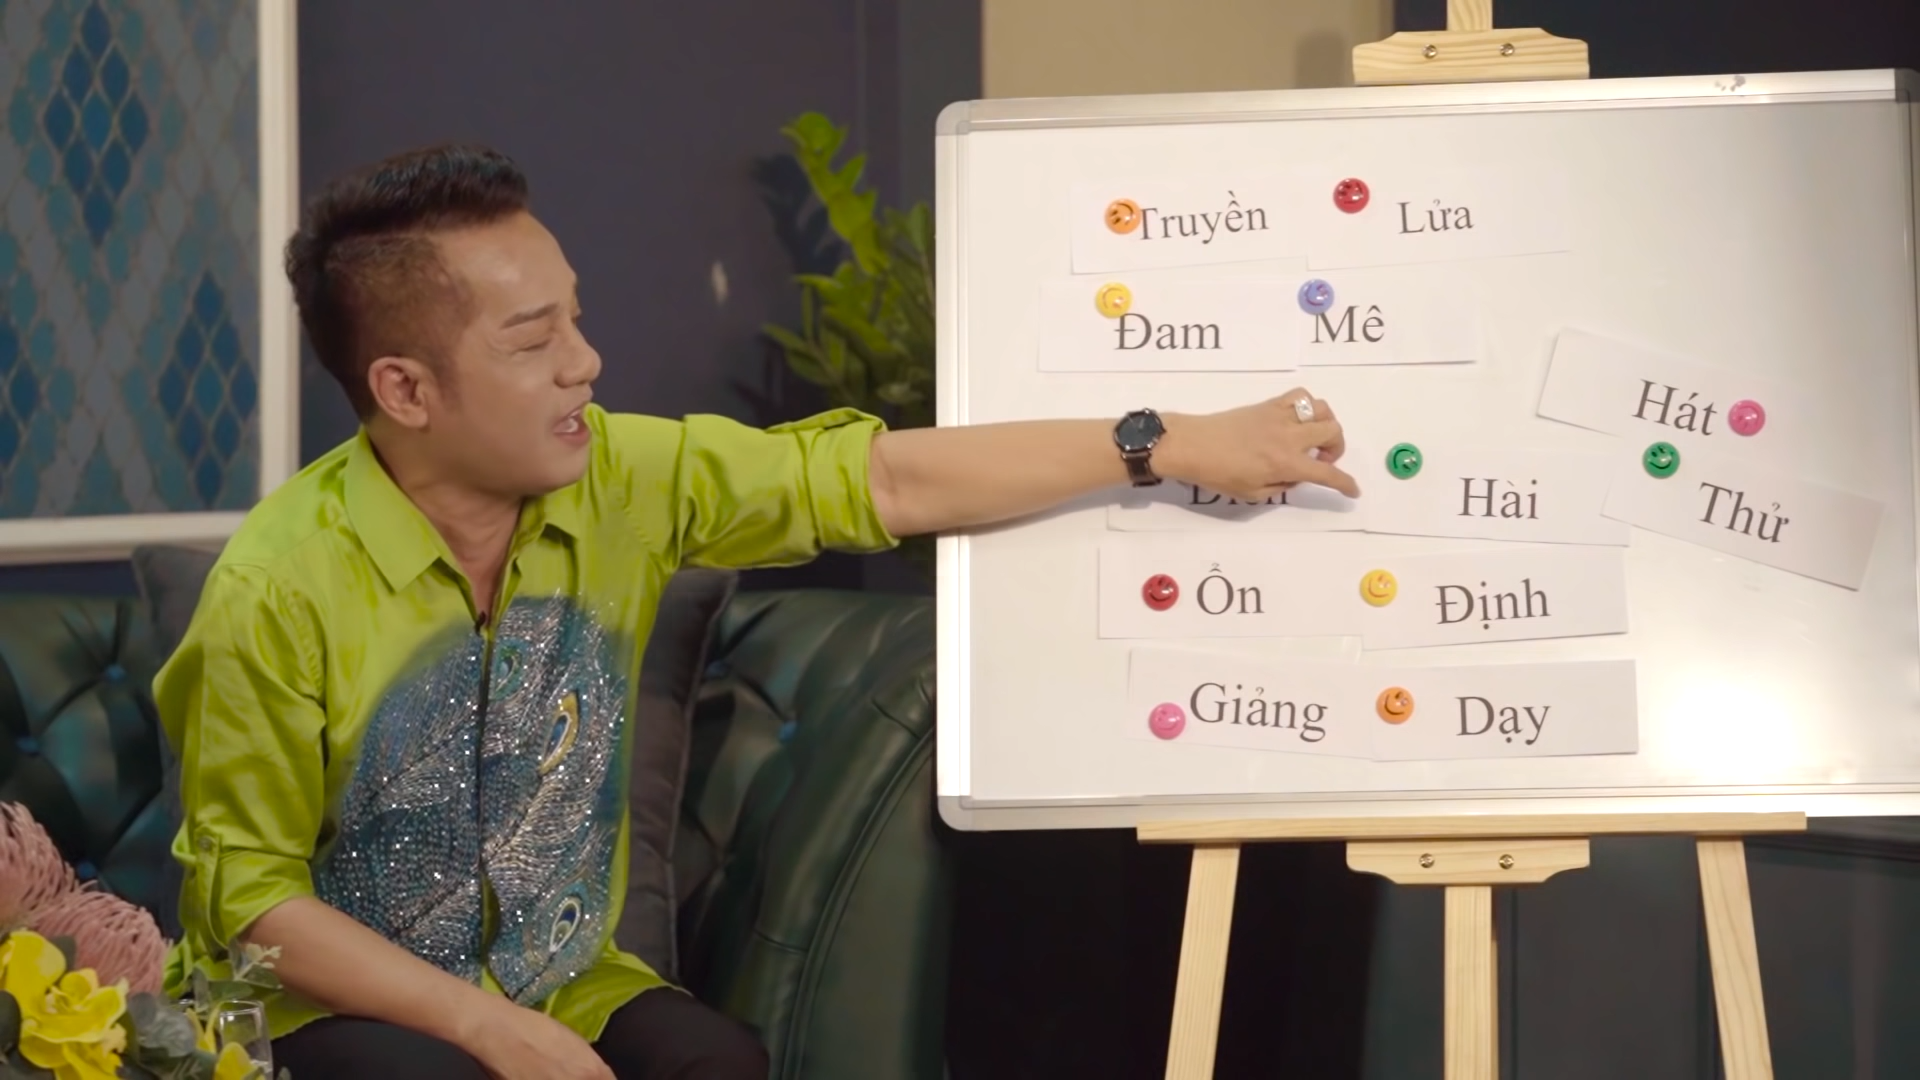 Truyền Lửa
Đam Mê
Hát
Hài
Thử
Ổn Định
Giảng Dạy